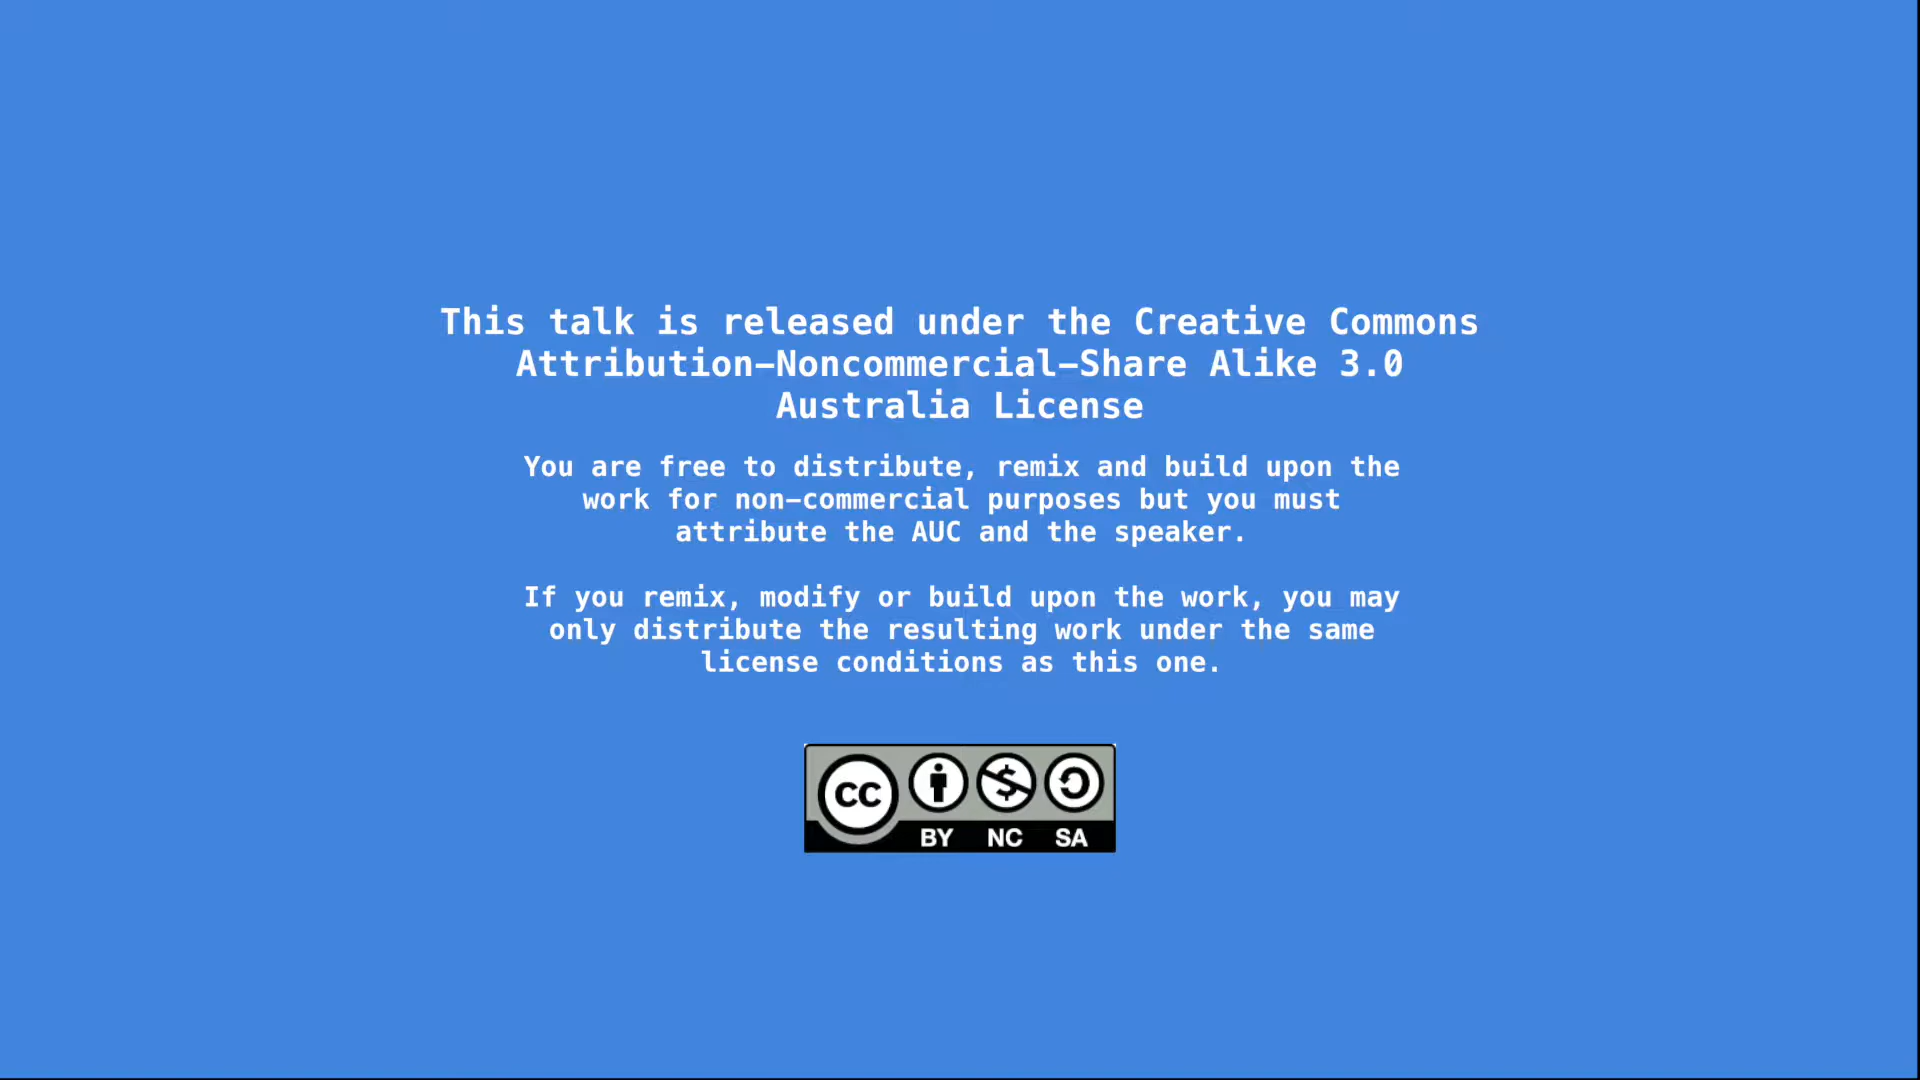 This talk is released under the Creative Commons
Attribution–Noncommercial–Share Alike 3.0
Australia License
You are free to distribute, remix and build upon the
work for non–commercial purposes but you must
attribute the AUC and the speaker.
If you remix, modify or build upon the work, you may
only distribute the resulting work under the same
license conditions as this one.
CC
BY NC SA